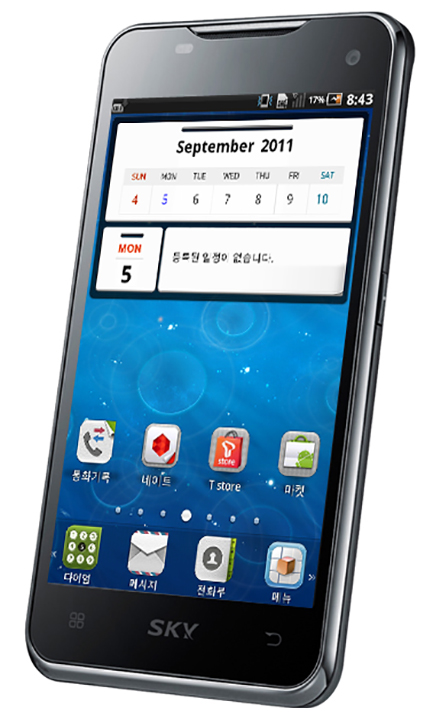 17% 8:43
September 2011
SUN MON TUE WED THU FRI SAT
4 5 6 7 8 9 10
MON
5
등록된 일정이 없습니다.
T store
통화기록 네이트 T store 마켓
다이얼 메시지 전화부 메뉴
SKY